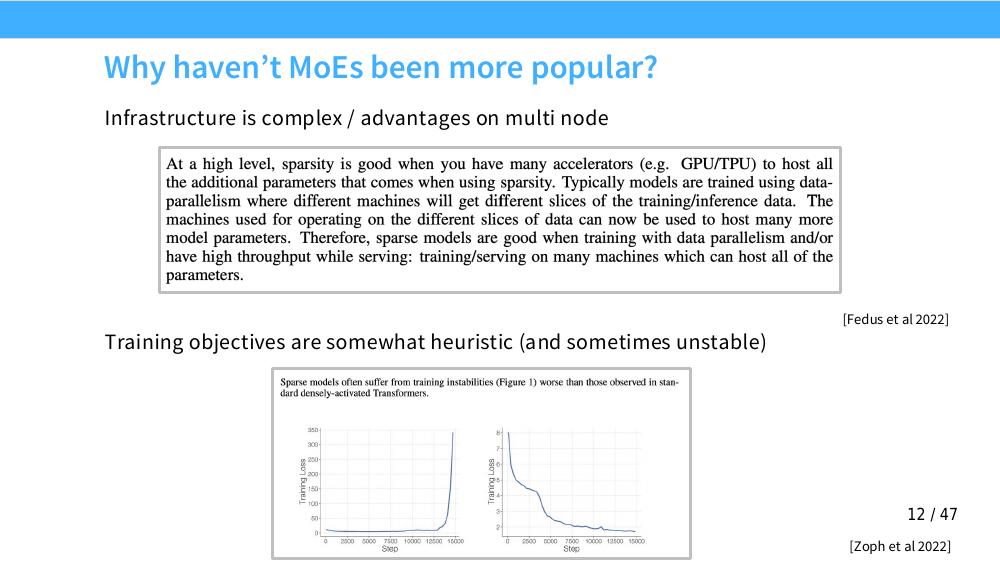 Why haven’t MoEs been more popular?
Infrastructure is complex / advantages on multi node
At a high level, sparsity is good when you have many accelerators (e.g. GPU/TPU) to host all
the additional parameters that comes when using sparsity. Typically models are trained using data-
parallelism where different machines will get different slices of the training/inference data. The
machines used for operating on the different slices of data can now be used to host many more
model parameters. Therefore, sparse models are good when training with data parallelism and/or
have high throughput while serving: training/serving on many machines which can host all of the
parameters.
[Fedus et al 2022]
Training objectives are somewhat heuristic (and sometimes unstable)
Sparse models often suffer from training instabilities (Figure 1) worse than those observed in stan-
dard densely-activated Transformers.
Training Loss
350
300
250
200
150
100
50
0
0 2500 5000 7500 10000 12500 15000
Step
Training Loss
8
7
6
5
4
3
2
0 2500 5000 7500 10000 12500 15000
Step
12 / 47
[Zoph et al 2022]